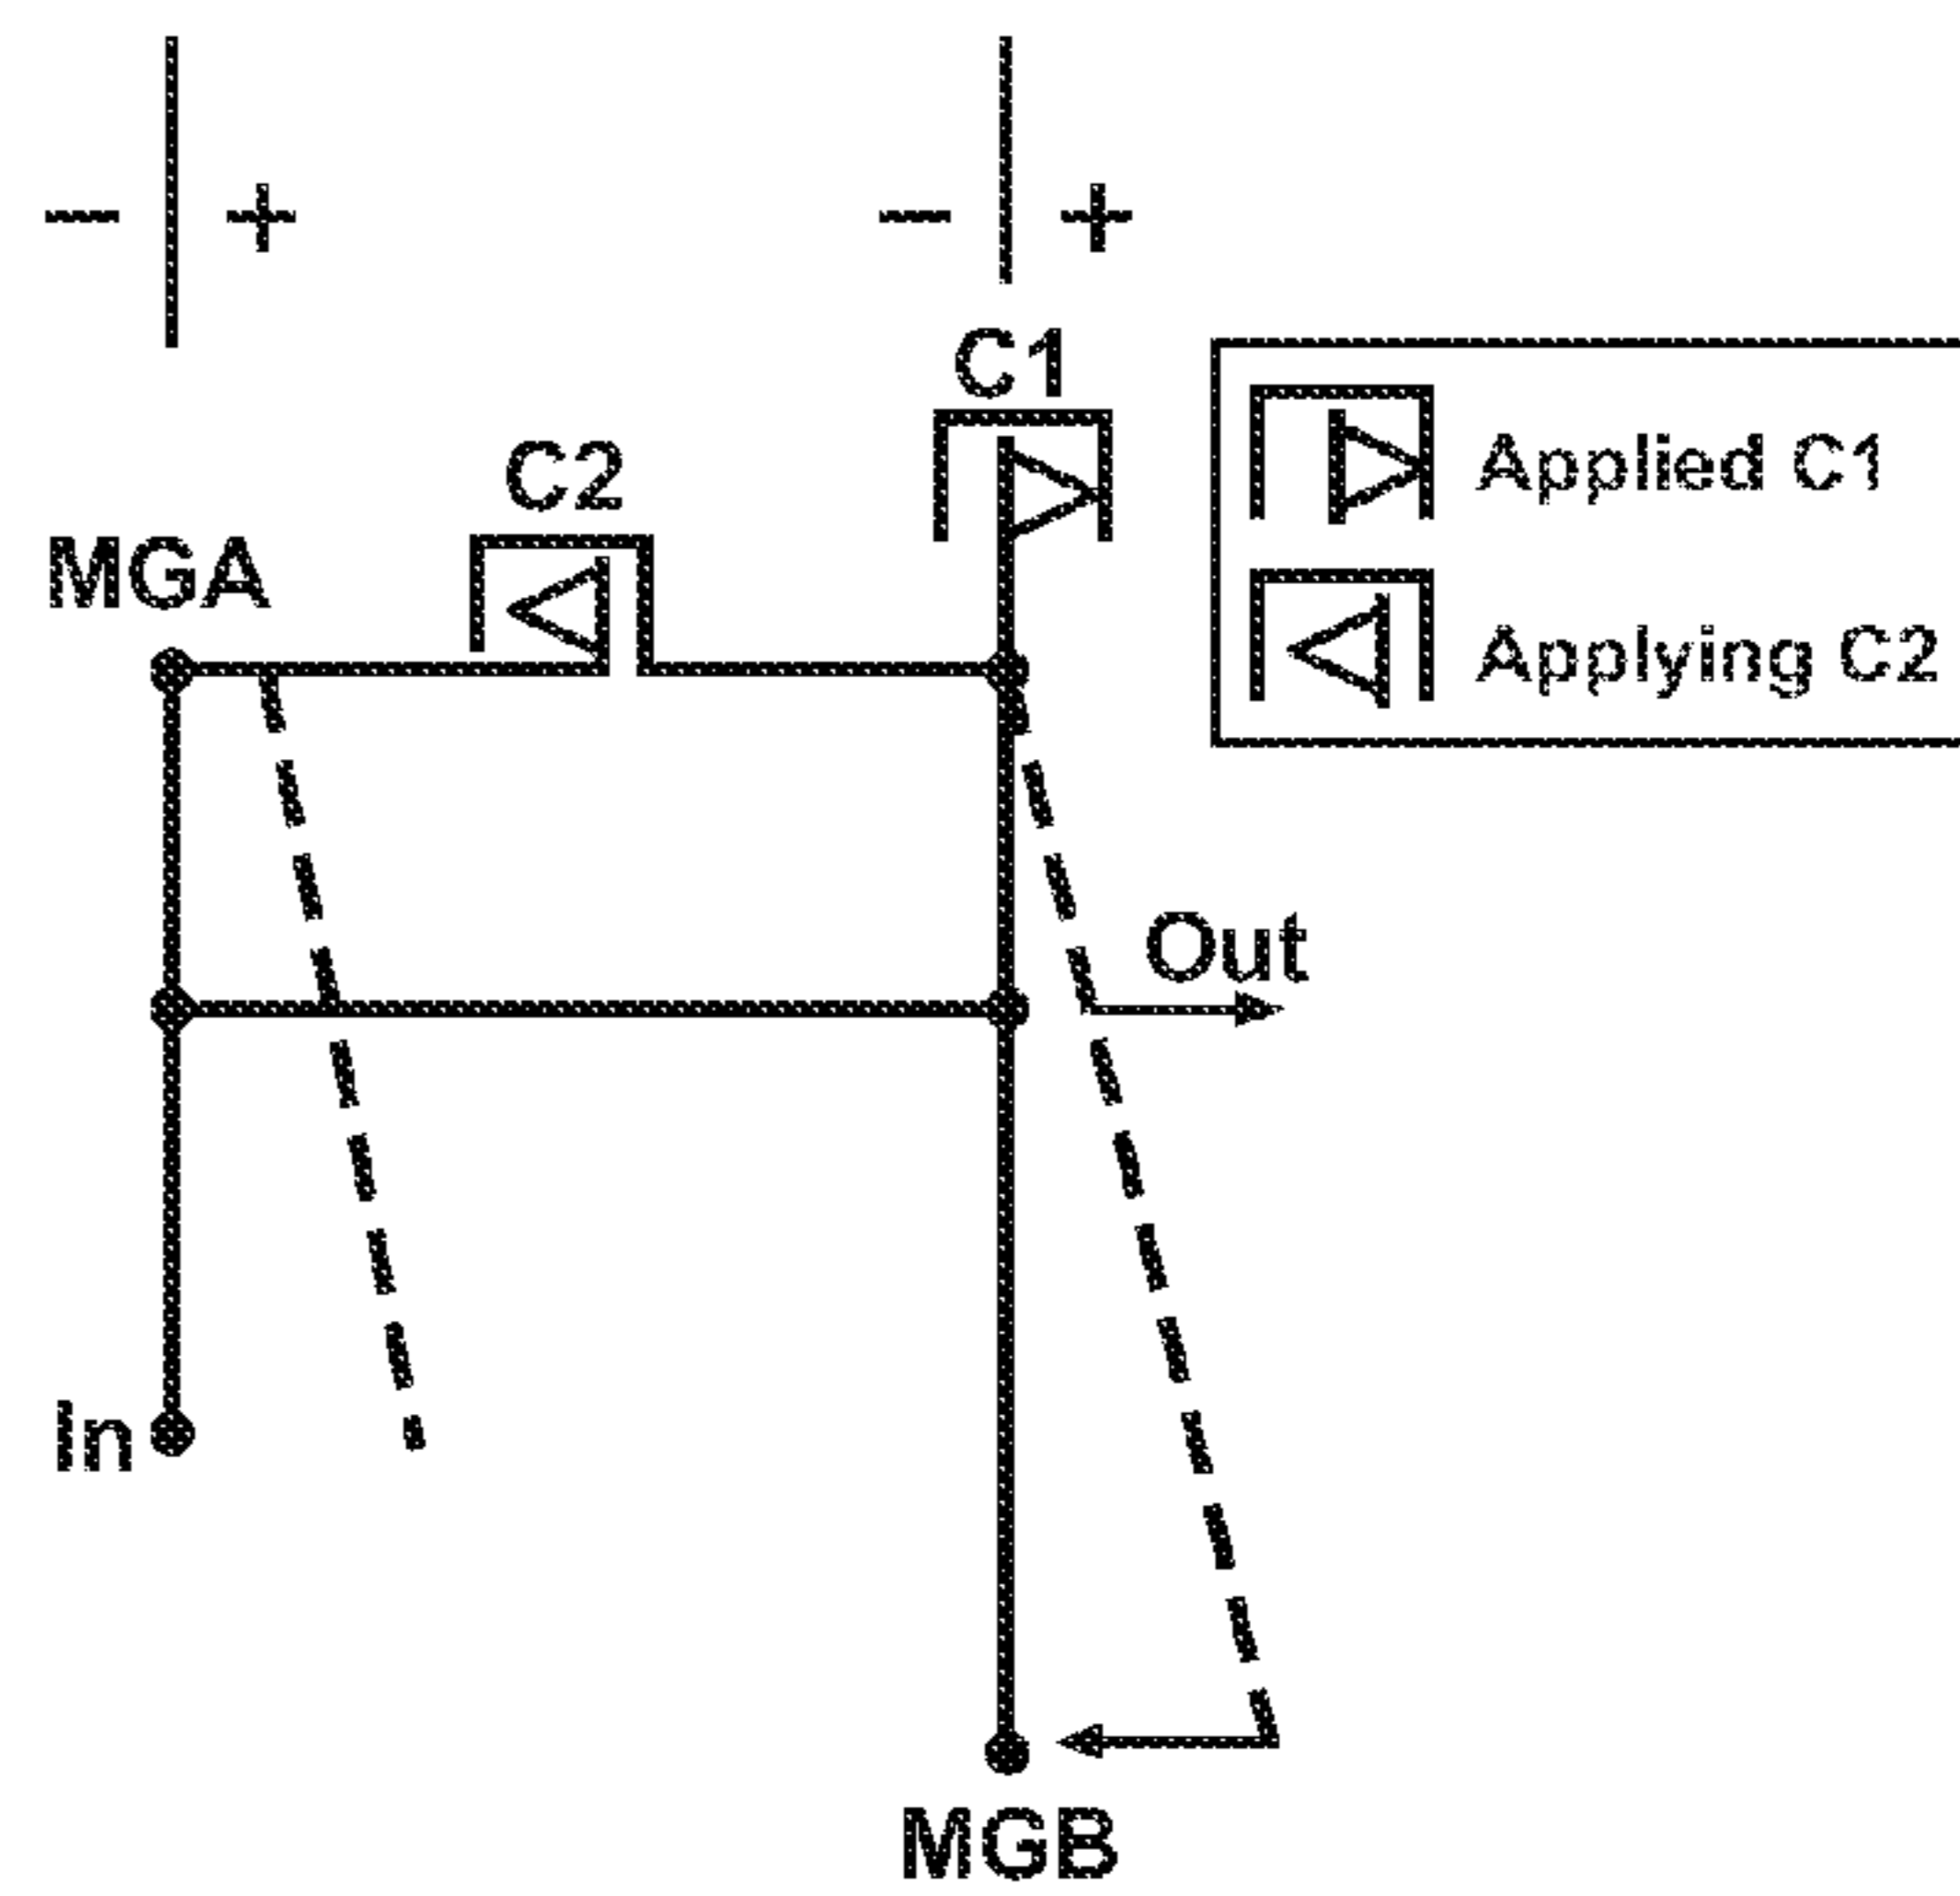 − +
− +
C1
C2
MGA
Applied C1
Applying C2
Out
In
MGB